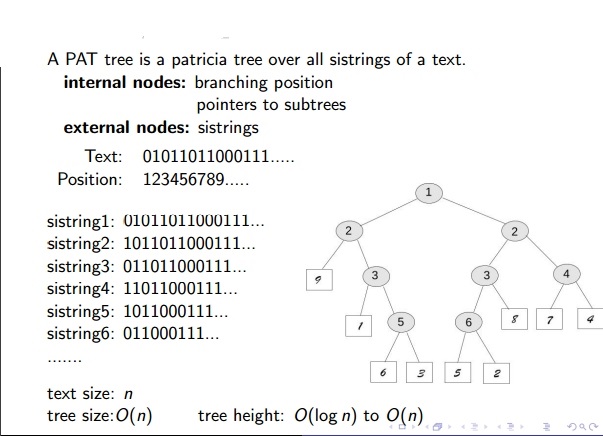 A PAT tree is a patricia tree over all sistrings of a text.
internal nodes: branching position
pointers to subtrees
external nodes: sistrings
Text: 01011011000111.....
Position: 123456789.....
sistring1: 01011011000111...
sistring2: 1011011000111...
sistring3: 011011000111...
sistring4: 11011000111...
sistring5: 1011000111...
sistring6: 011000111...
.......
1
2 2
9 3 3 4
1 5 6 8 7 4
6 3 5 2
text size: n
tree size:O(n) tree height: O(log n) to O(n)